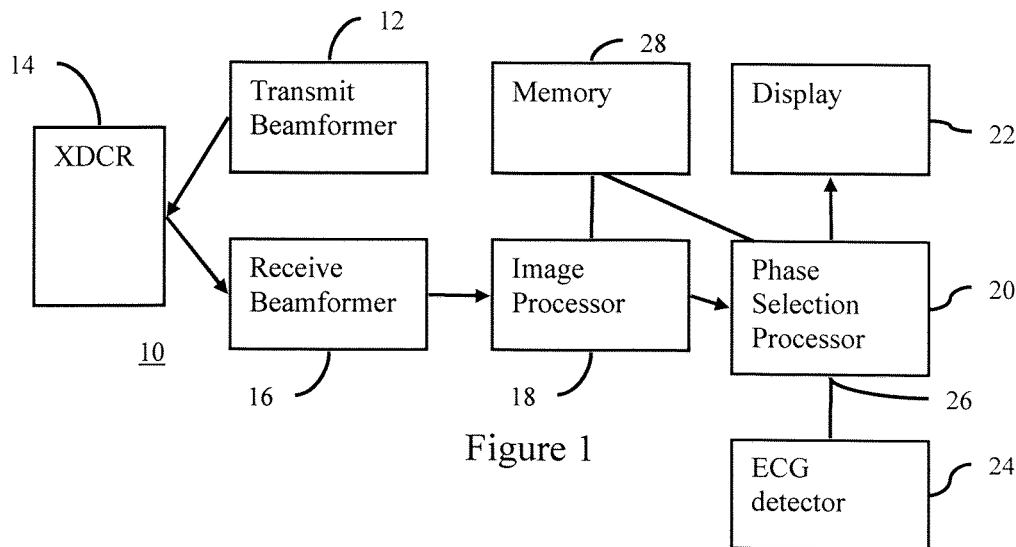 12
28
14
Transmit
Beamformer
Memory
Display
22
XDCR
Receive
Beamformer
Image
Processor
Phase
Selection
Processor
20
10
16
18
26
Figure 1
ECG
detector
24